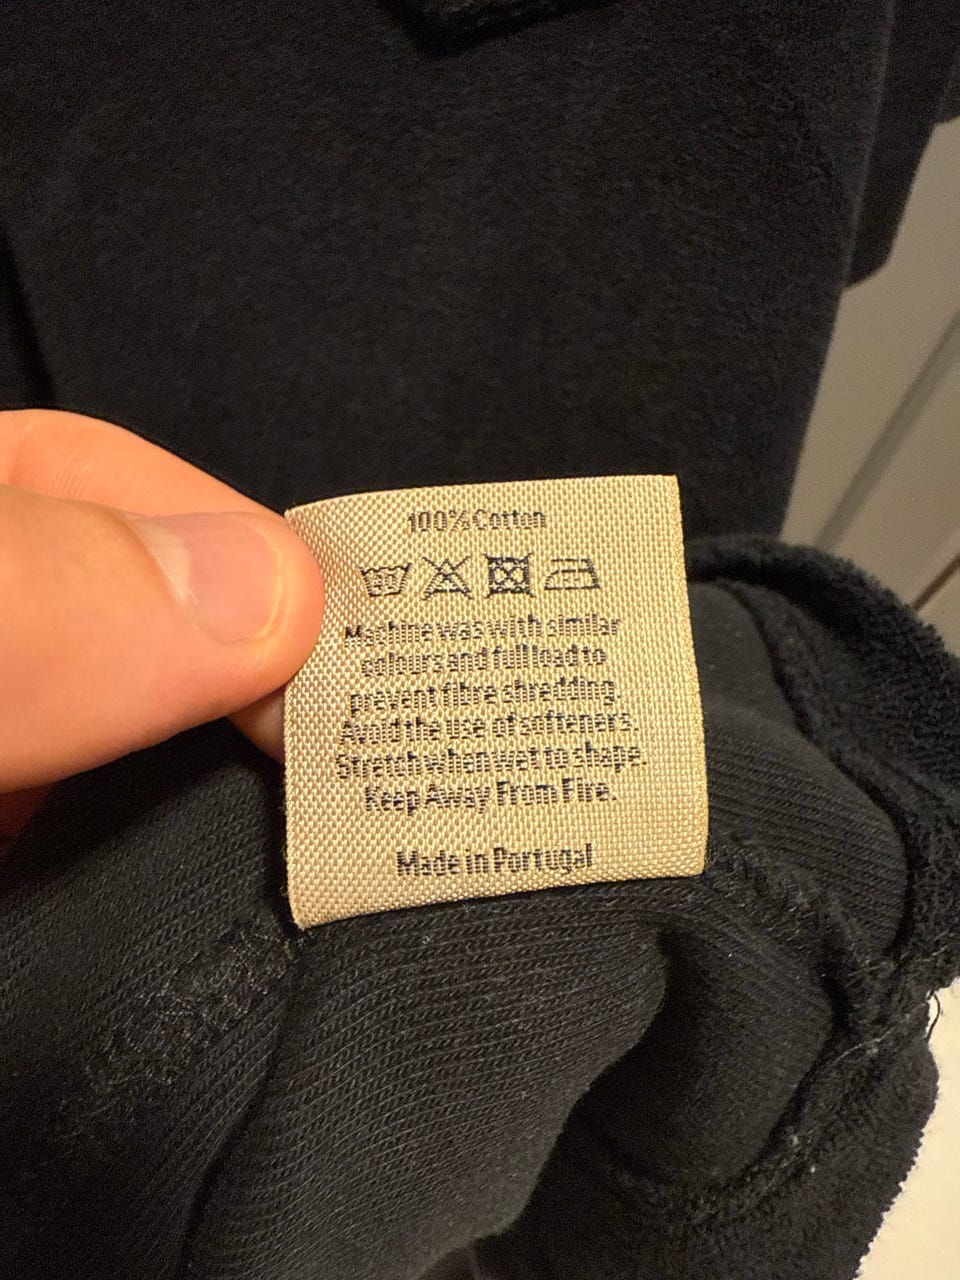 100% Cotton
Machine was with similar
colours and full load to
prevent fibre shredding.
Avoid the use of softeners.
Stretch when wet to shape.
Keep Away From Fire.
Made in Portugal